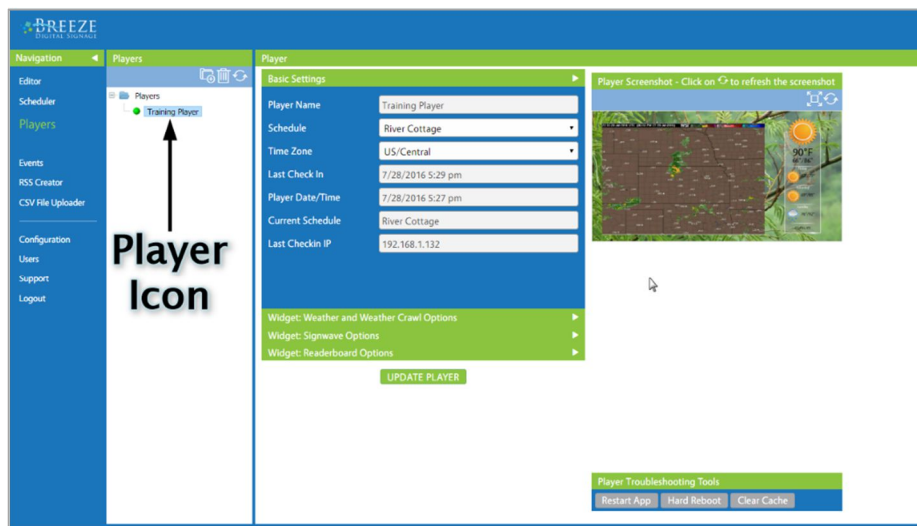 BREEZE
DIGITAL SIGNAGE
Navigation
Players
Player
Editor
Scheduler
Players
Events
RSS Creator
CSV File Uploader
Configuration
Users
Support
Logout
Players
Training Player
Player
Icon
Basic Settings
Player Name Training Player
Schedule River Cottage
Time Zone US/Central
Last Check In 7/28/2016 5:29 pm
Player Date/Time 7/28/2016 5:27 pm
Current Schedule River Cottage
Last Checkin IP 192.168.1.132
Widget: Weather and Weather Crawl Options
Widget: Signwave Options
Widget: Readerboard Options
UPDATE PLAYER
Player Screenshot - Click on to refresh the screenshot
90°F
Player Troubleshooting Tools
Restart App Hard Reboot Clear Cache